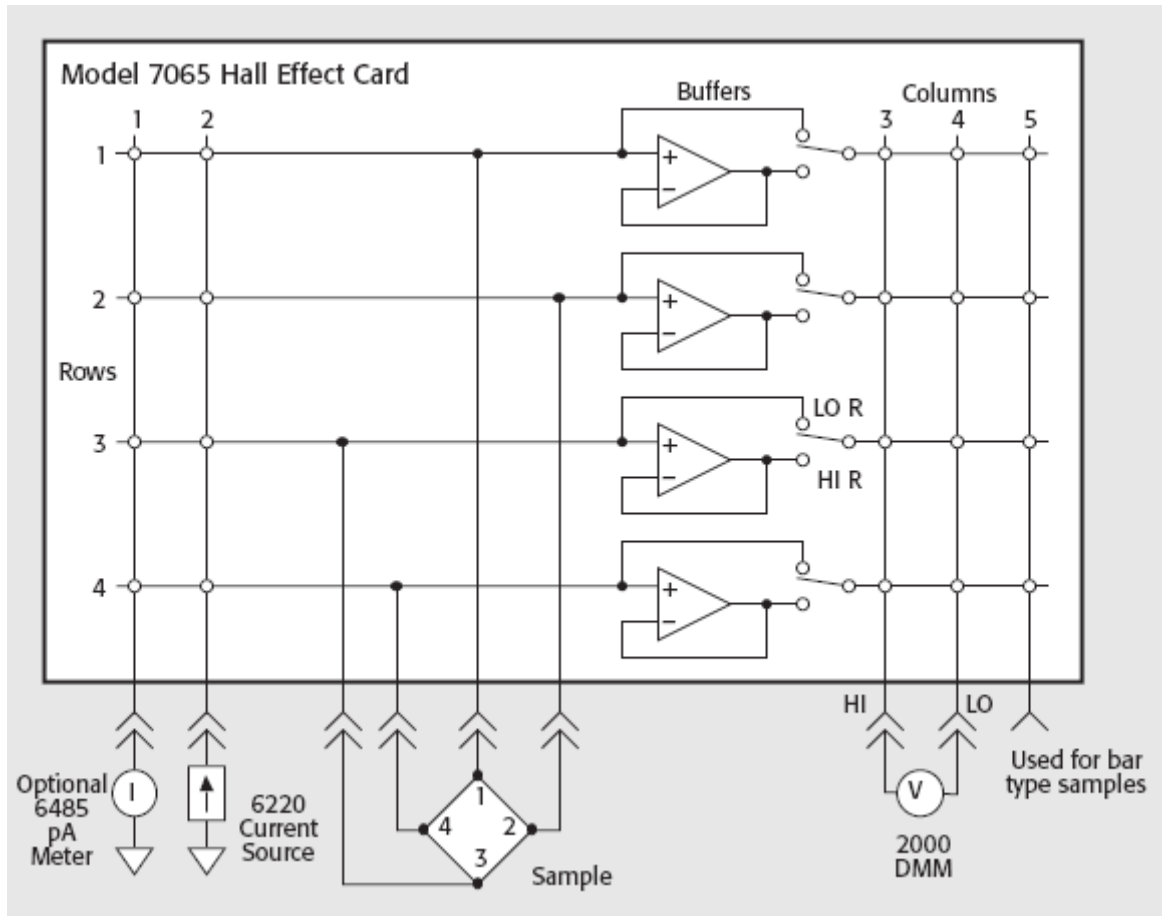 Model 7065 Hall Effect Card
Buffers
Columns
1 2
3 4 5
1
+
−
2
+
−
Rows
LO R
3
+
HI R
−
4
+
−
HI
LO
Optional
6485
pA
Meter
I
6220
Current
Source
1
4 2
3
Sample
V
2000
DMM
Used for bar
type samples